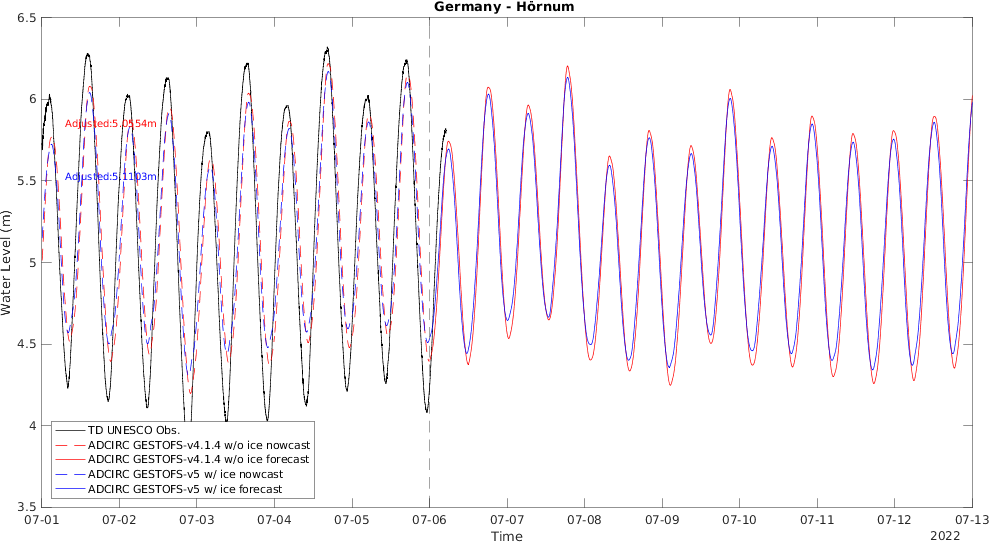 Germany - Hörnum
6.5
6
5.5
5
4.5
4
3.5
Water Level (m)
Adjusted:5.0554m
Adjusted:5.1103m
TD UNESCO Obs.
ADCIRC GESTOFS-v4.1.4 w/o ice nowcast
ADCIRC GESTOFS-v4.1.4 w/o ice forecast
ADCIRC GESTOFS-v5 w/ ice nowcast
ADCIRC GESTOFS-v5 w/ ice forecast
07-01 07-02 07-03 07-04 07-05 07-06 07-07 07-08 07-09 07-10 07-11 07-12 07-13
Time
2022